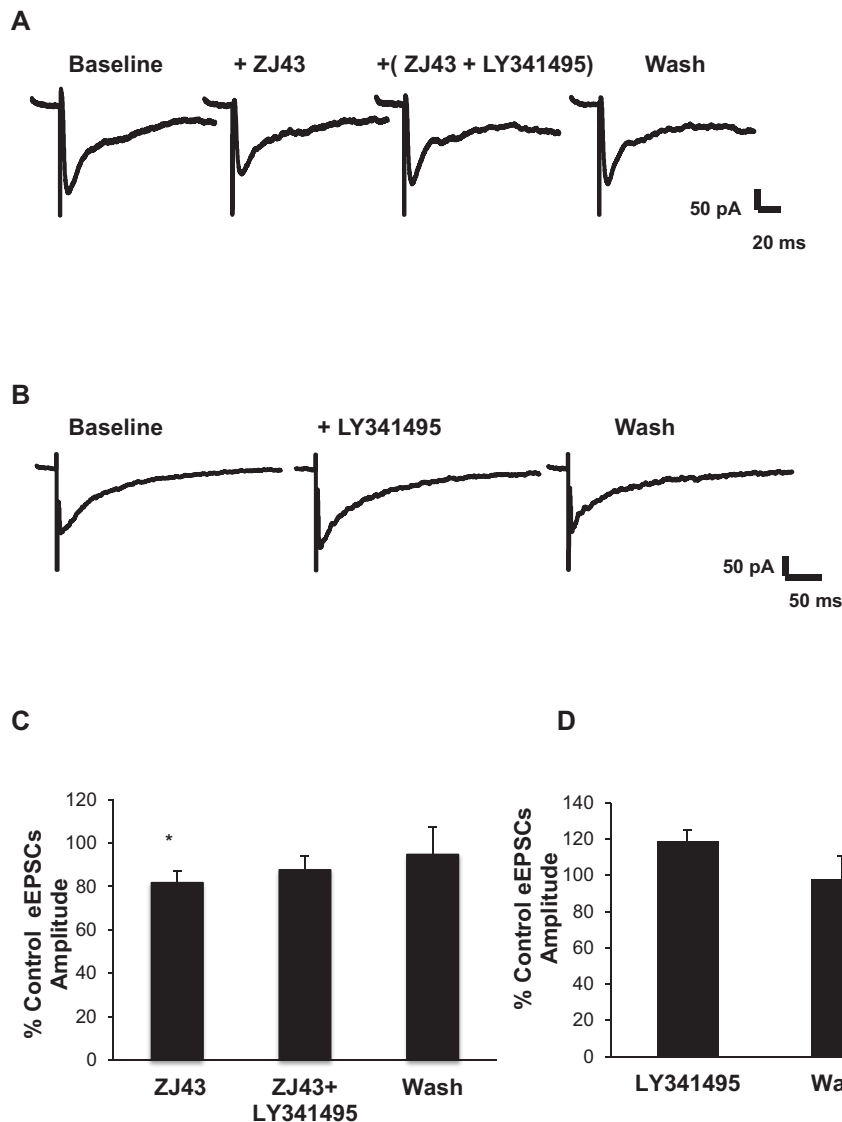 A
Baseline + ZJ43 +( ZJ43 + LY341495) Wash
50 pA
20 ms
B
Baseline + LY341495 Wash
50 pA
50 ms
C
% Control eEPSCs
Amplitude
120
100
80
60
40
20
0
*
ZJ43 ZJ43+ Wash
LY341495
D
% Control eEPSCs
Amplitude
140
120
100
80
60
40
20
0
LY341495 Wa